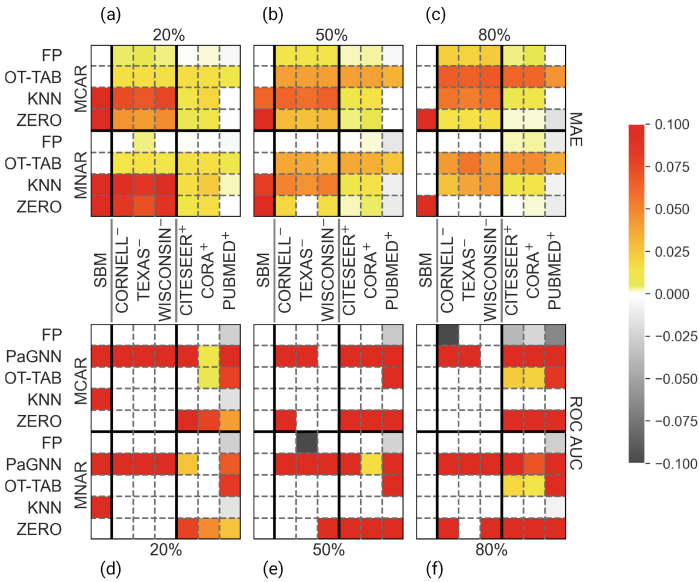 (a) (b) (c)
20% 50% 80%
FP
OT-TAB
KNN
ZERO
MCAR
FP
OT-TAB
KNN
ZERO
MNAR
MAE
SBM
CORNELL−
TEXAS−
WISCONSIN−
CITESEER+
CORA+
PUBMED+
SBM
CORNELL−
TEXAS−
WISCONSIN−
CITESEER+
CORA+
PUBMED+
SBM
CORNELL−
TEXAS−
WISCONSIN−
CITESEER+
CORA+
PUBMED+
FP
PaGNN
OT-TAB
KNN
ZERO
MCAR
FP
PaGNN
OT-TAB
KNN
ZERO
MNAR
ROC AUC
20% 50% 80%
(d) (e) (f)
0.100
0.075
0.050
0.025
0.000
−0.025
−0.050
−0.075
−0.100